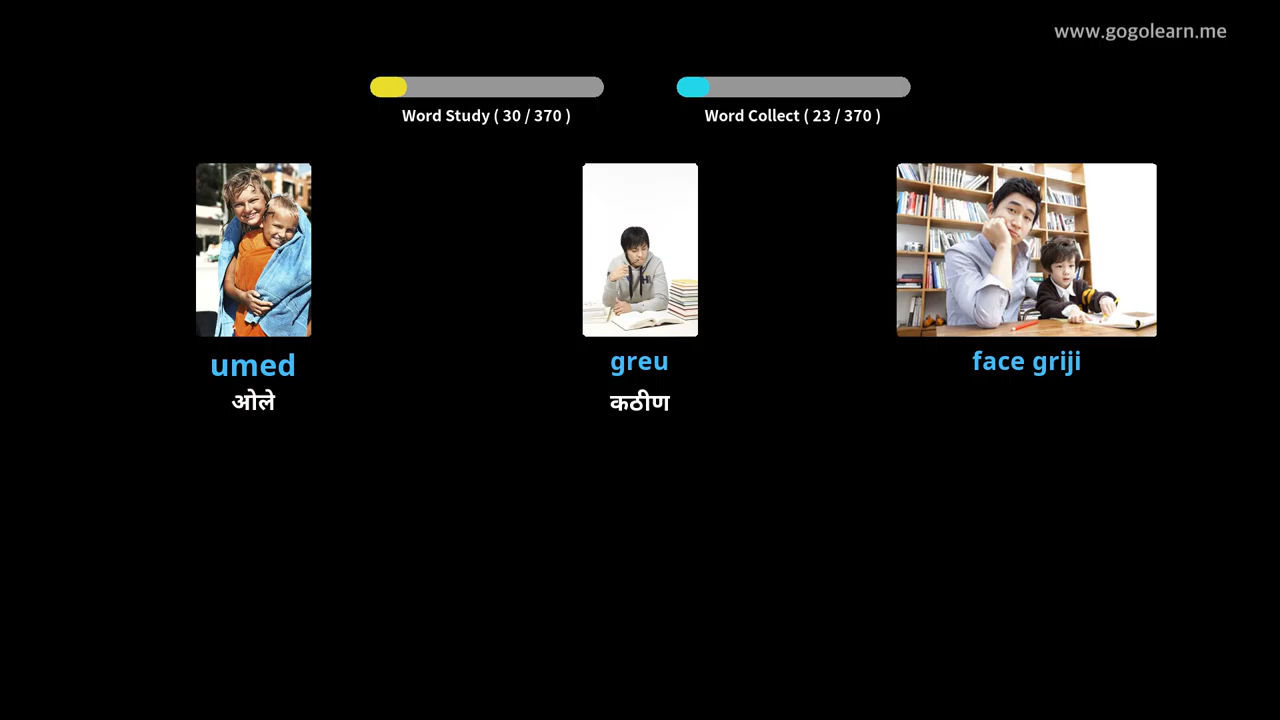 www.gogolearn.me
Word Study ( 30 / 370 )
Word Collect ( 23 / 370 )
umed
greu
face griji
ओले
कठीण